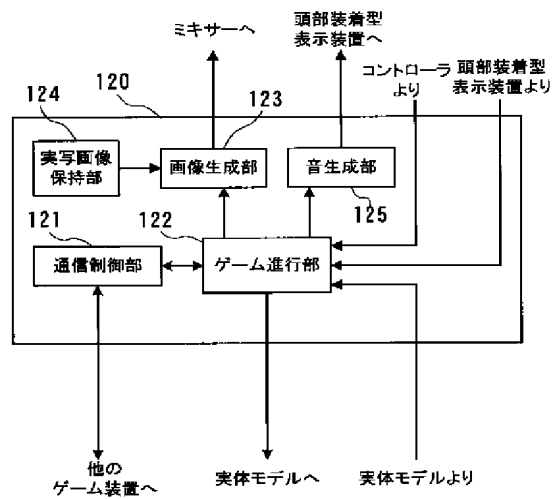 ミキサーへ
頭部装着型
表示装置へ
コントローラ
より
頭部装着型
表示装置より
124
120
123
実写画像
保持部
画像生成部
音生成部
125
121
122
通信制御部
ゲーム進行部
他の
ゲーム装置へ
実体モデルへ
実体モデルより